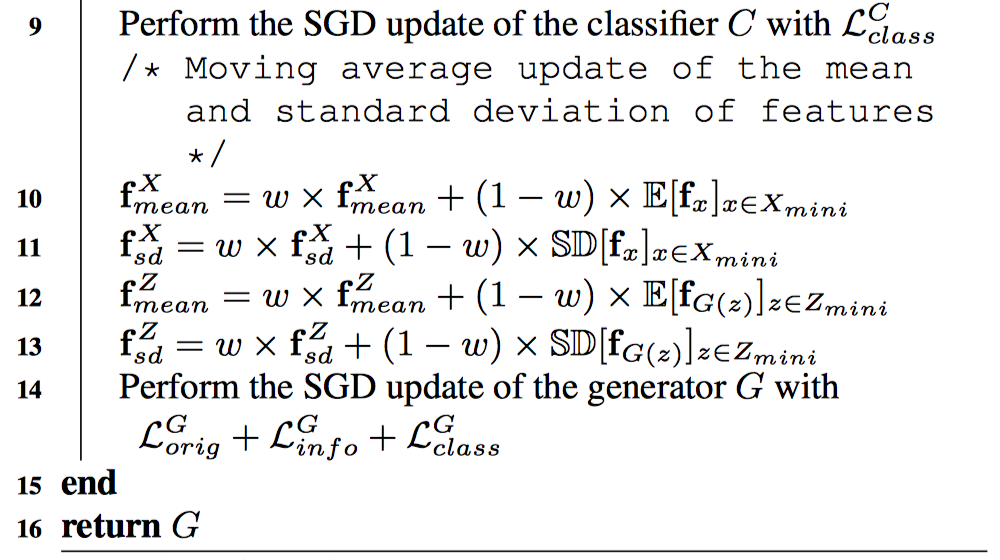 9 Perform the SGD update of the classifier C with $\mathcal{L}_{class}^{C}$
/* Moving average update of the mean
and standard deviation of features
*/
10 $\mathbf{f}_{mean}^{X} = w \times \mathbf{f}_{mean}^{X} + (1 - w) \times \mathbb{E}[\mathbf{f}_{x}]_{x \in X_{mini}}$
11 $\mathbf{f}_{sd}^{X} = w \times \mathbf{f}_{sd}^{X} + (1 - w) \times \mathbb{SD}[\mathbf{f}_{x}]_{x \in X_{mini}}$
12 $\mathbf{f}_{mean}^{Z} = w \times \mathbf{f}_{mean}^{Z} + (1 - w) \times \mathbb{E}[\mathbf{f}_{G(z)}]_{z \in Z_{mini}}$
13 $\mathbf{f}_{sd}^{Z} = w \times \mathbf{f}_{sd}^{Z} + (1 - w) \times \mathbb{SD}[\mathbf{f}_{G(z)}]_{z \in Z_{mini}}$
14 Perform the SGD update of the generator G with
$\mathcal{L}_{orig}^{G} + \mathcal{L}_{info}^{G} + \mathcal{L}_{class}^{G}$
15 end
16 return G